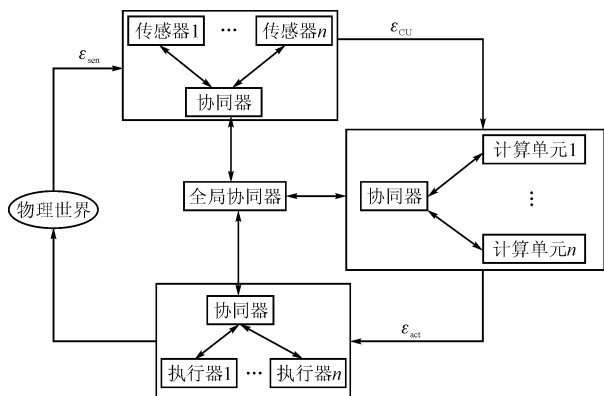 传感器1 … 传感器n
协同器
ε_sen
ε_CU
计算单元1
协同器
⋮
计算单元n
全局协同器
物理世界
协同器
执行器1 … 执行器n
ε_act